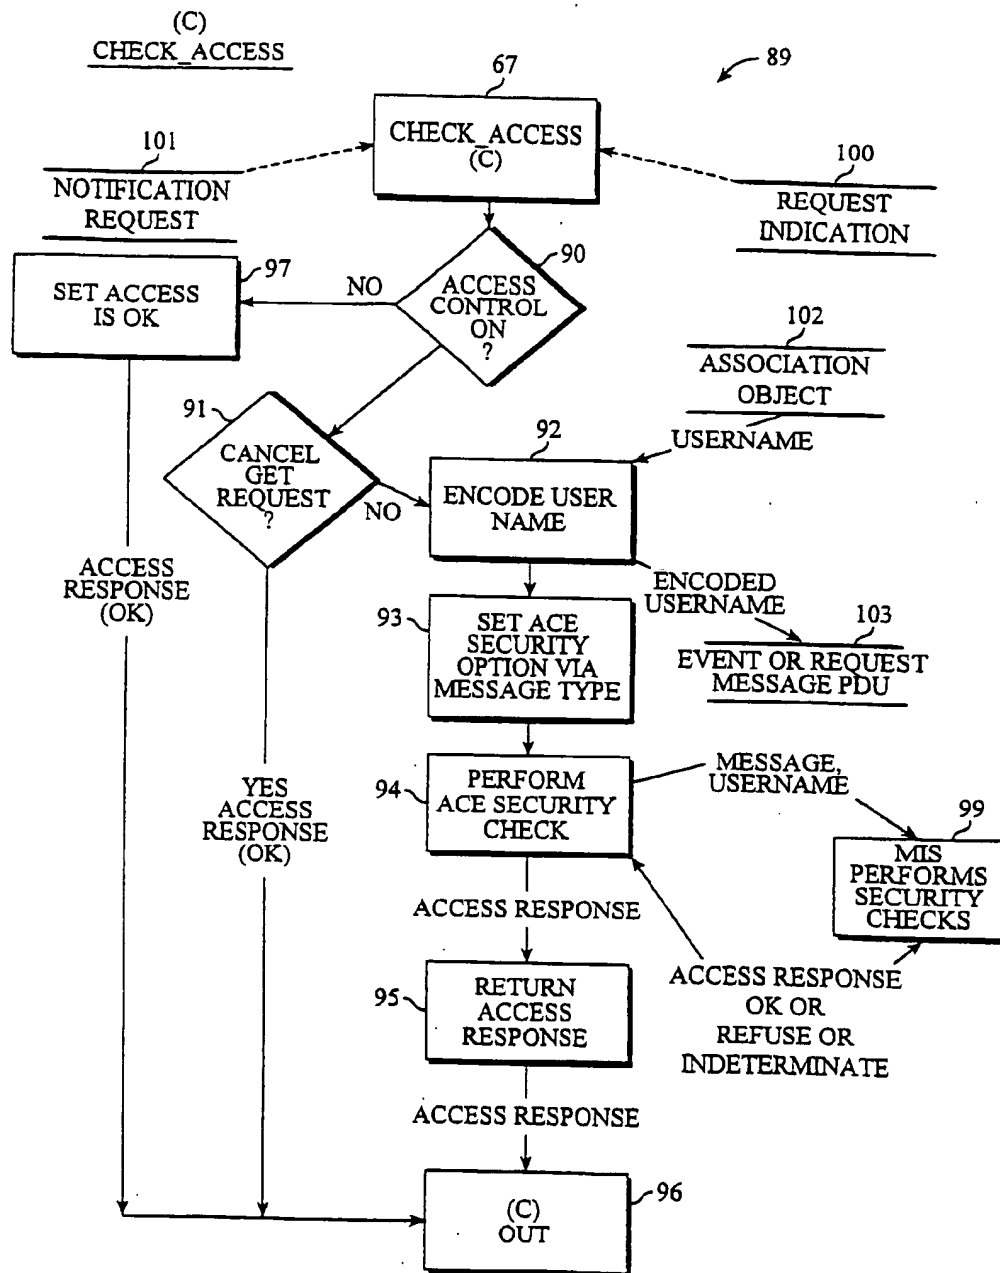 (C)
CHECK_ACCESS
89
67
CHECK_ACCESS
(C)
101
NOTIFICATION
REQUEST
100
REQUEST
INDICATION
90
ACCESS
CONTROL
ON
?
NO
97
SET ACCESS
IS OK
102
ASSOCIATION
OBJECT
USERNAME
91
CANCEL
GET
REQUEST
?
NO
92
ENCODE USER
NAME
ACCESS
RESPONSE
(OK)
ENCODED
USERNAME
93
SET ACE
SECURITY
OPTION VIA
MESSAGE TYPE
103
EVENT OR REQUEST
MESSAGE PDU
YES
ACCESS
RESPONSE
(OK)
94
PERFORM
ACE SECURITY
CHECK
MESSAGE,
USERNAME
99
MIS
PERFORMS
SECURITY
CHECKS
ACCESS RESPONSE
ACCESS RESPONSE
OK OR
REFUSE OR
INDETERMINATE
95
RETURN
ACCESS
RESPONSE
ACCESS RESPONSE
96
(C)
OUT